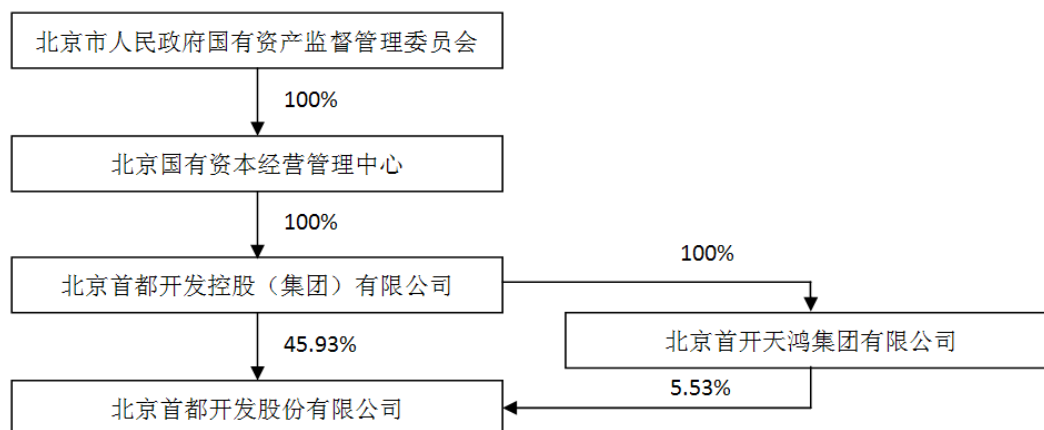 北京市人民政府国有资产监督管理委员会
100%
北京国有资本经营管理中心
100%
100%
北京首都开发控股（集团）有限公司
45.93%
北京首开天鸿集团有限公司
5.53%
北京首都开发股份有限公司